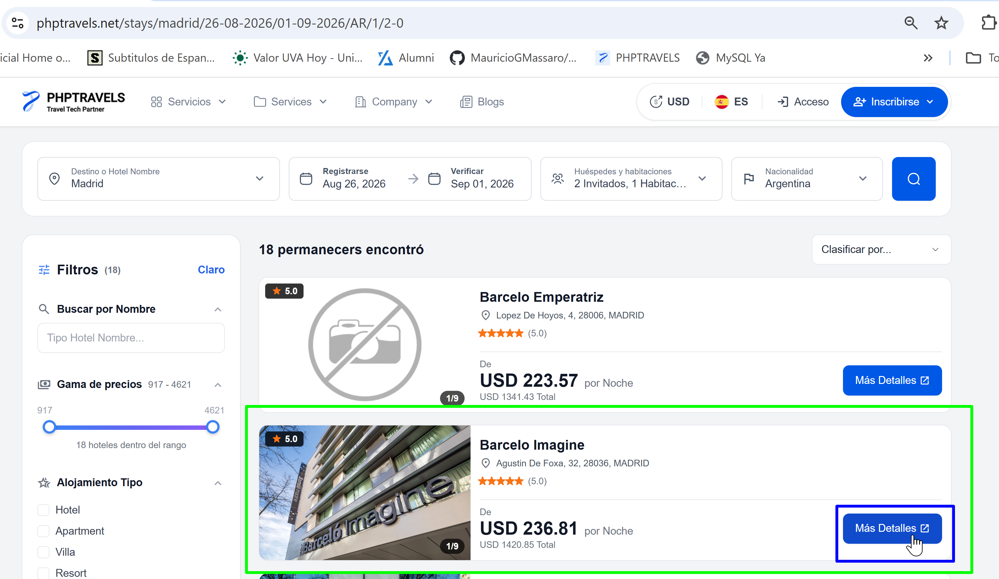 phptravels.net/stays/madrid/26-08-2026/01-09-2026/AR/1/2-0
icial Home o...
Subtitulos de Espan...
Valor UVA Hoy - Uni...
Alumni
MauricioGMassaro/...
PHPTRAVELS
MySQL Ya
To
PHPTRAVELS
Travel Tech Partner
Servicios
Services
Company
Blogs
USD
ES
Acceso
Inscribirse
Destino o Hotel Nombre
Madrid
Registrarse
Aug 26, 2026
Verificar
Sep 01, 2026
Huéspedes y habitaciones
2 Invitados, 1 Habitac...
Nacionalidad
Argentina
Filtros (18)
Claro
Buscar por Nombre
Tipo Hotel Nombre...
Gama de precios 917 - 4621
917
4621
18 hoteles dentro del rango
Alojamiento Tipo
Hotel
Apartment
Villa
Resort
18 permanecers encontró
Clasificar por...
5.0
1/9
Barcelo Emperatriz
Lopez De Hoyos, 4, 28006, MADRID
(5.0)
De
USD 223.57 por Noche
USD 1341.43 Total
Más Detalles
5.0
Barceló Imagine
Barceló Imagine
1/9
Barcelo Imagine
Agustin De Foxa, 32, 28036, MADRID
(5.0)
De
USD 236.81 por Noche
USD 1420.85 Total
Más Detalles